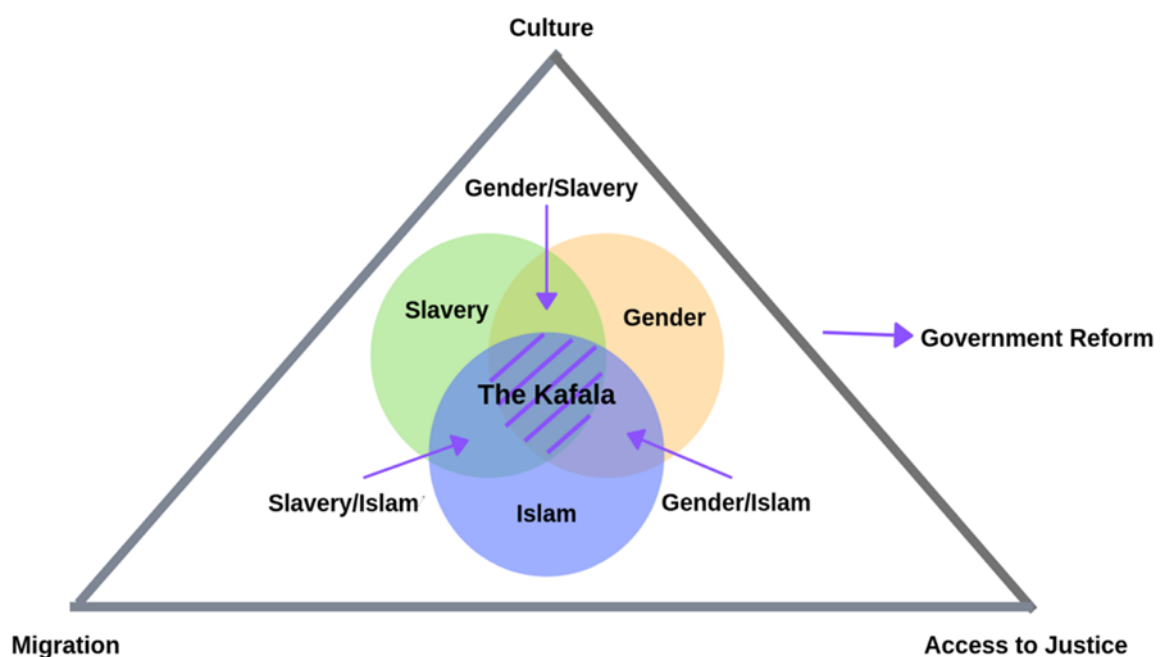 Culture
Gender/Slavery
Slavery
Gender
Government Reform
The Kafala
Slavery/Islam
Gender/Islam
Islam
Migration
Access to Justice